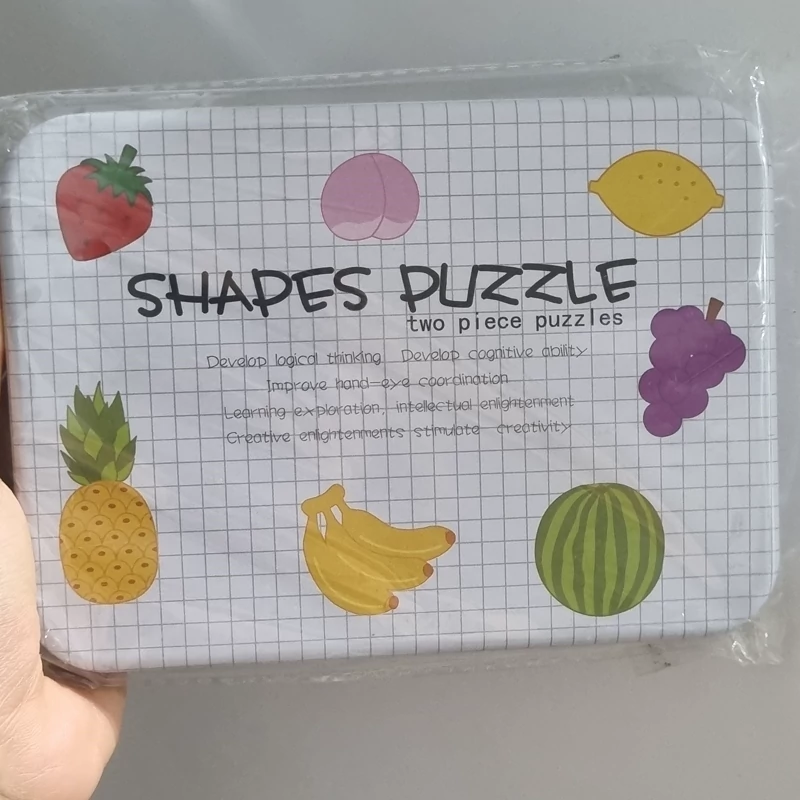 SHAPES PUZZLE
two piece puzzles
Develop logical thinking Develop cognitive ability
Improve hand-eye coordination
Learning exploration, intellectual enlightenment
Creative enlightenments stimulate creativity